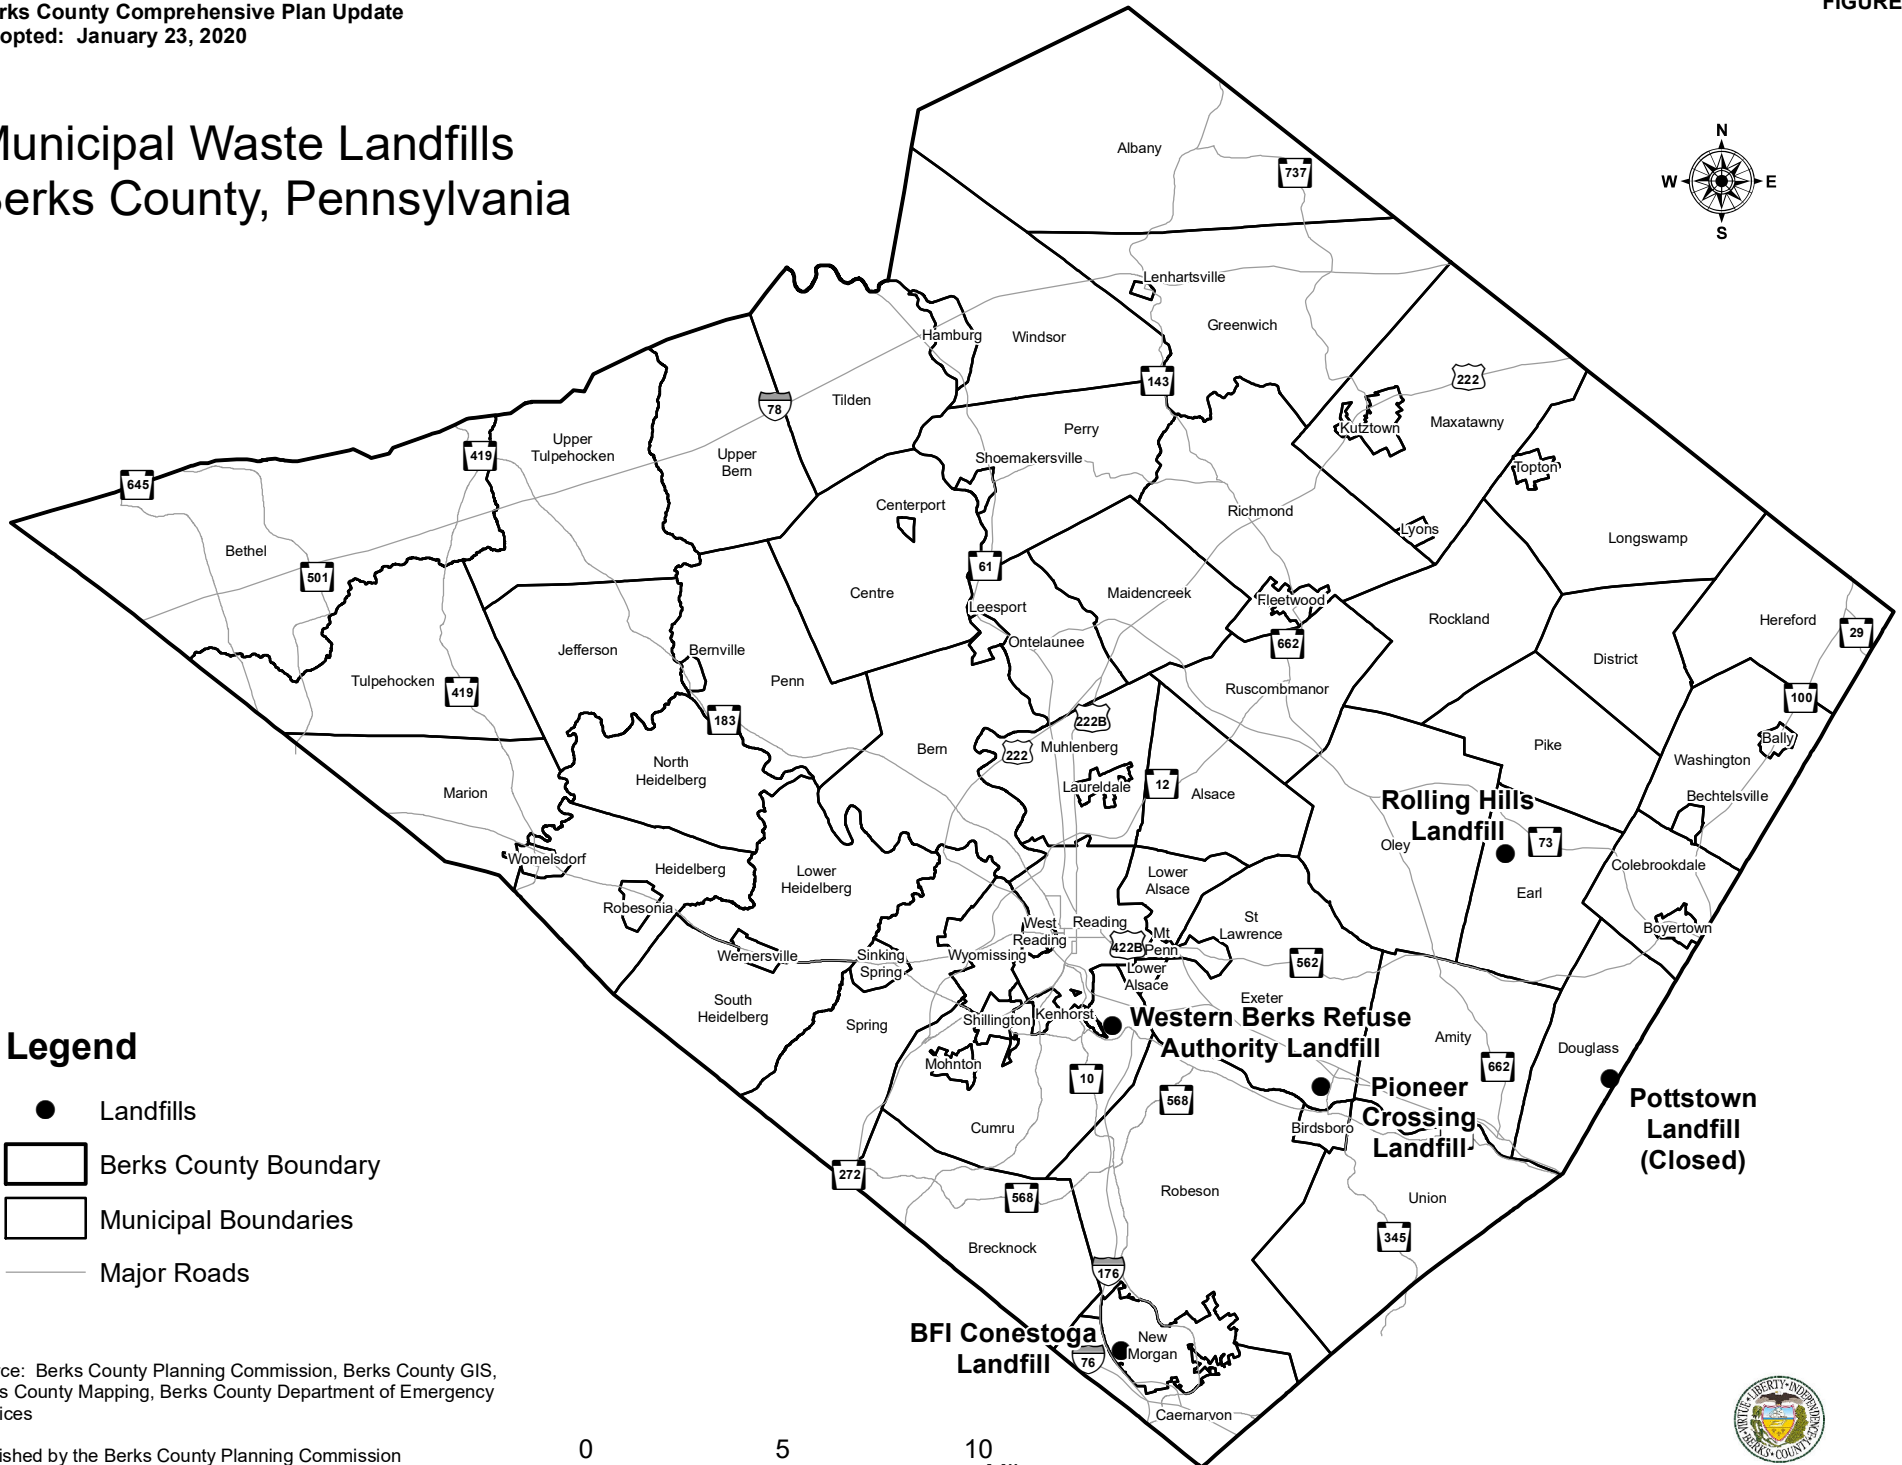 rks County Comprehensive Plan Update
opted: January 23, 2020
FIGURE
Municipal Waste Landfills
Berks County, Pennsylvania
N
W E
S
Albany
737
Lenhartsville
Hamburg
Windsor
Greenwich
143
222
78
Tilden
Kutztown
Maxatawny
Perry
Upper
Tulpehocken
419
Upper
Bern
Shoemakersville
Topton
645
Centerport
Richmond
Lyons
Longswamp
Bethel
501
61
Centre
Maidencreek
Fleetwood
Leesport
Rockland
Hereford
29
Ontelaunee
662
Jefferson
Bernville
District
Tulpehocken
419
Penn
Ruscombmanor
100
183
222B
Bally
Bern
222
Muhlenberg
Pike
Washington
North
Heidelberg
Laureldale
12
Alsace
Marion
Bechtelsville
Rolling Hills
Landfill
73
Oley
Womelsdorf
Heidelberg
Lower
Heidelberg
Lower
Alsace
Colebrookdale
Earl
Robesonia
West
Reading
Reading
St
Lawrence
Boyertown
422B
Mt
Penn
Wernersville
Sinking
Spring
Wyomissing
562
Lower
Alsace
South
Heidelberg
Exeter
Spring
Shillington
Kenhorst
Western Berks Refuse
Authority Landfill
Amity
Douglass
Mohnton
10
662
568
Pioneer
Crossing
Landfill
Pottstown
Landfill
(Closed)
Cumru
Birdsboro
272
568
Robeson
Union
345
Brecknock
176
BFI Conestoga
Landfill
76
New
Morgan
Caernarvon
Legend
Landfills
Berks County Boundary
Municipal Boundaries
Major Roads
rce: Berks County Planning Commission, Berks County GIS,
s County Mapping, Berks County Department of Emergency
ices
ished by the Berks County Planning Commission
0 5 10
VIRTUE • LIBERTY • INDEPENDENCE
• BERKS • COUNTY •